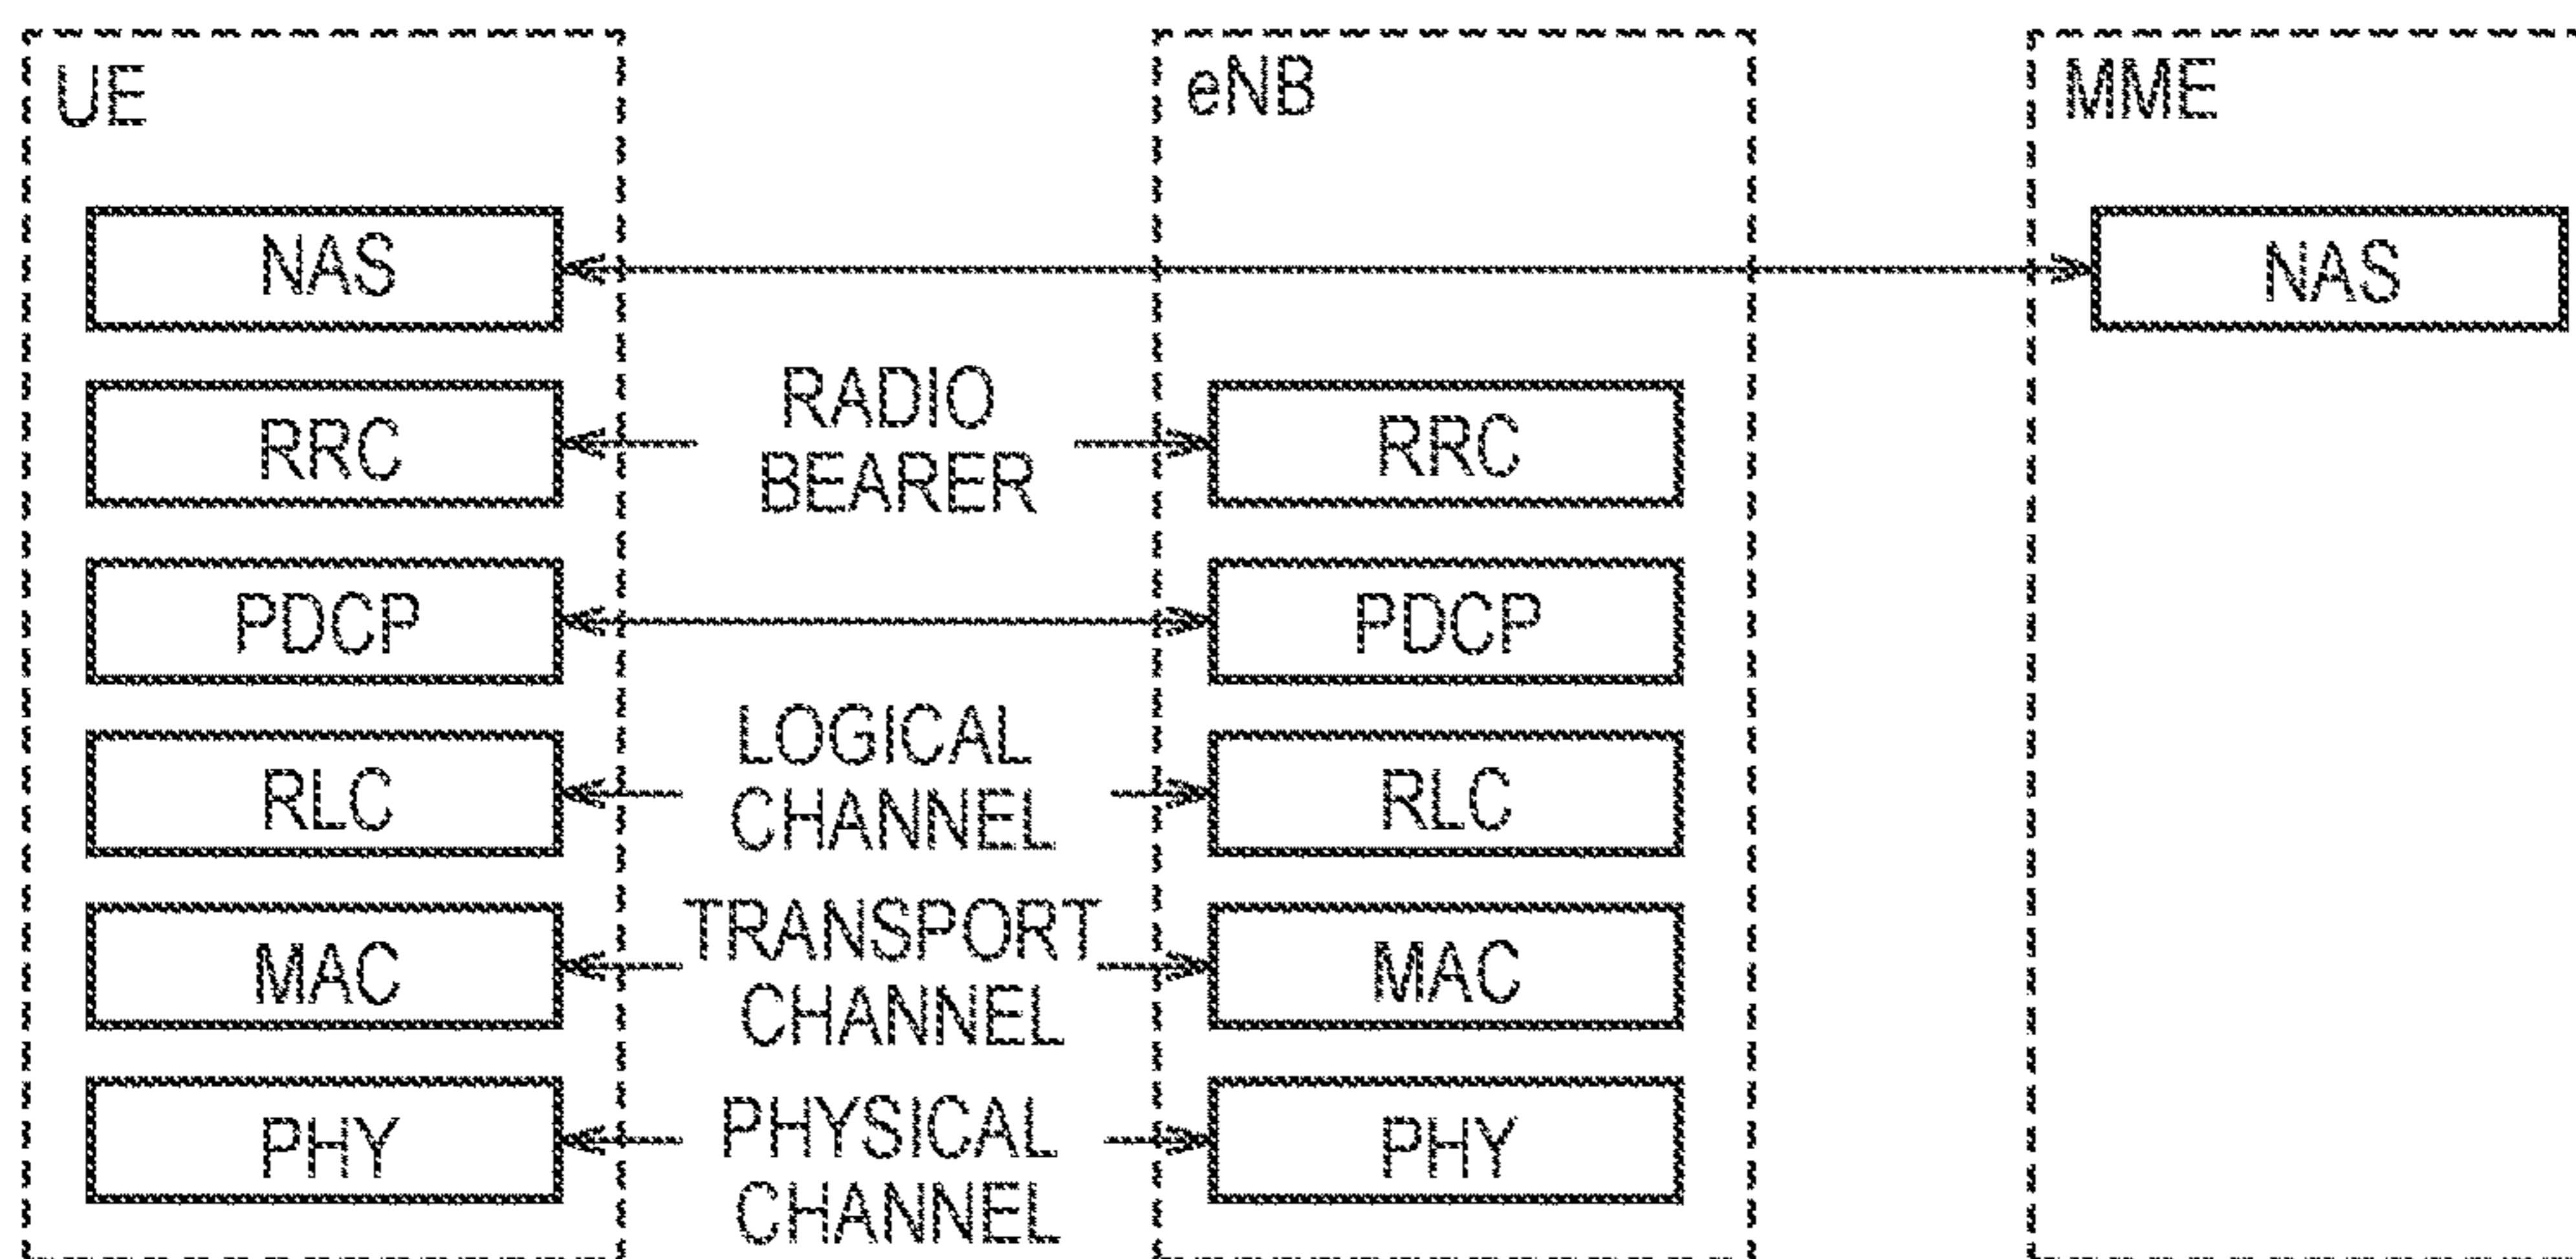 UE
eNB
MME
NAS
NAS
RADIO
BEARER
RRC
RRC
PDCP
PDCP
LOGICAL
CHANNEL
RLC
RLC
TRANSPORT
CHANNEL
MAC
MAC
PHYSICAL
CHANNEL
PHY
PHY